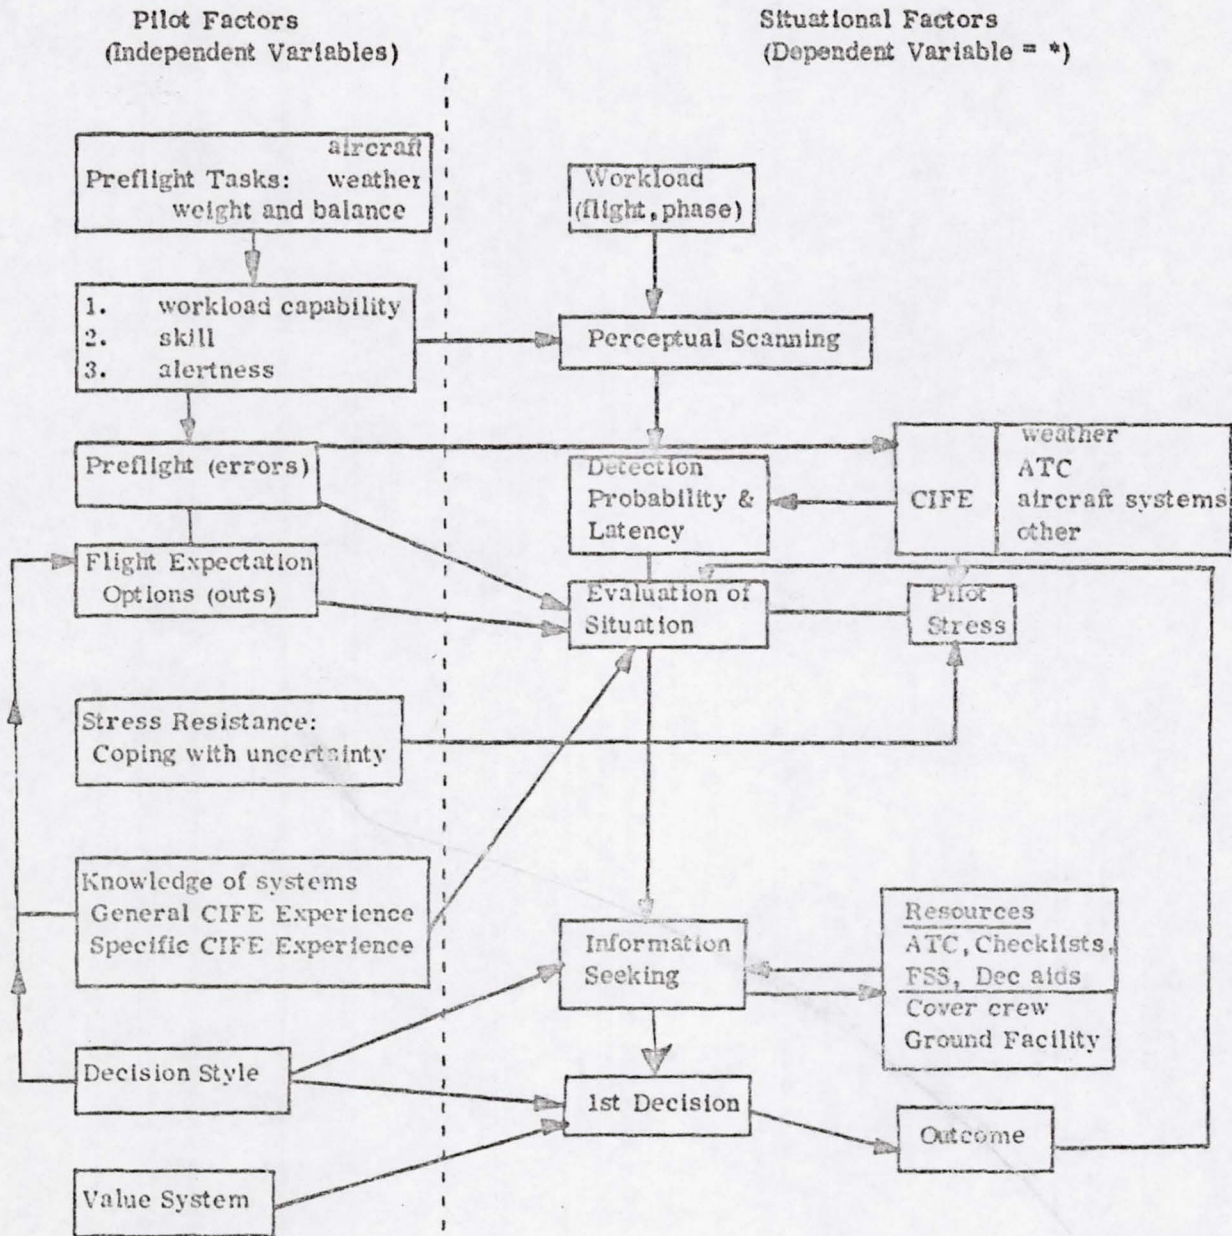 Pilot Factors
(Independent Variables)
Situational Factors
(Dependent Variable = *)
aircraft
Preflight Tasks: weather
weight and balance
Workload
(flight, phase)
1. workload capability
2. skill
3. alertness
Perceptual Scanning
Preflight (errors)
Detection
Probability &
Latency
CIFE
weather
ATC
aircraft systems
other
Flight Expectation
Options (outs)
Evaluation of
Situation
Pilot
Stress
Stress Resistance:
Coping with uncertainty
Knowledge of systems
General CIFE Experience
Specific CIFE Experience
Information
Seeking
Resources
ATC, Checklists,
FSS, Dec aids
Cover crew
Ground Facility
Decision Style
1st Decision
Outcome
Value System